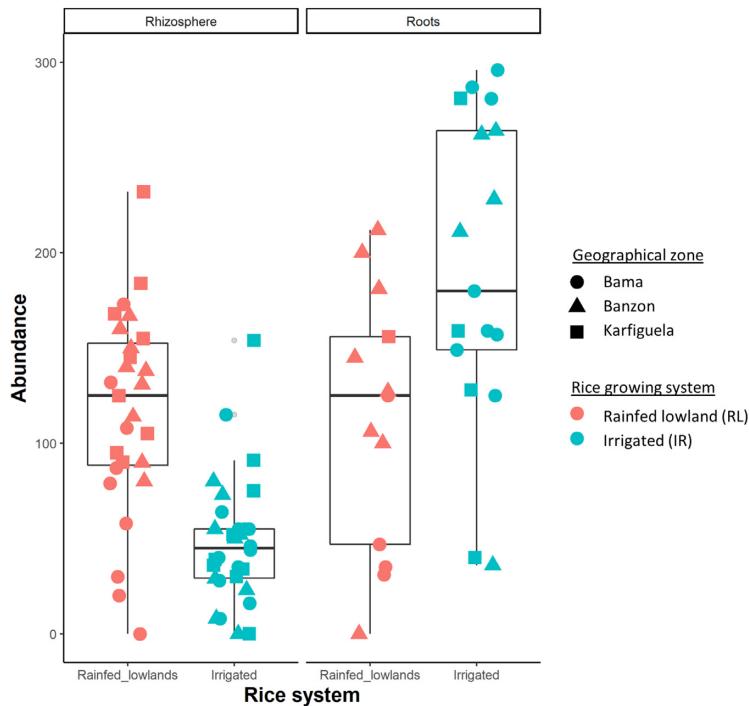 Rhizosphere
Roots
300
200
100
0
Abundance
Rainfed_lowlands
Irrigated
Rainfed_lowlands
Irrigated
Rice system
Geographical zone
Bama
Banzon
Karfiguela
Rice growing system
Rainfed lowland (RL)
Irrigated (IR)